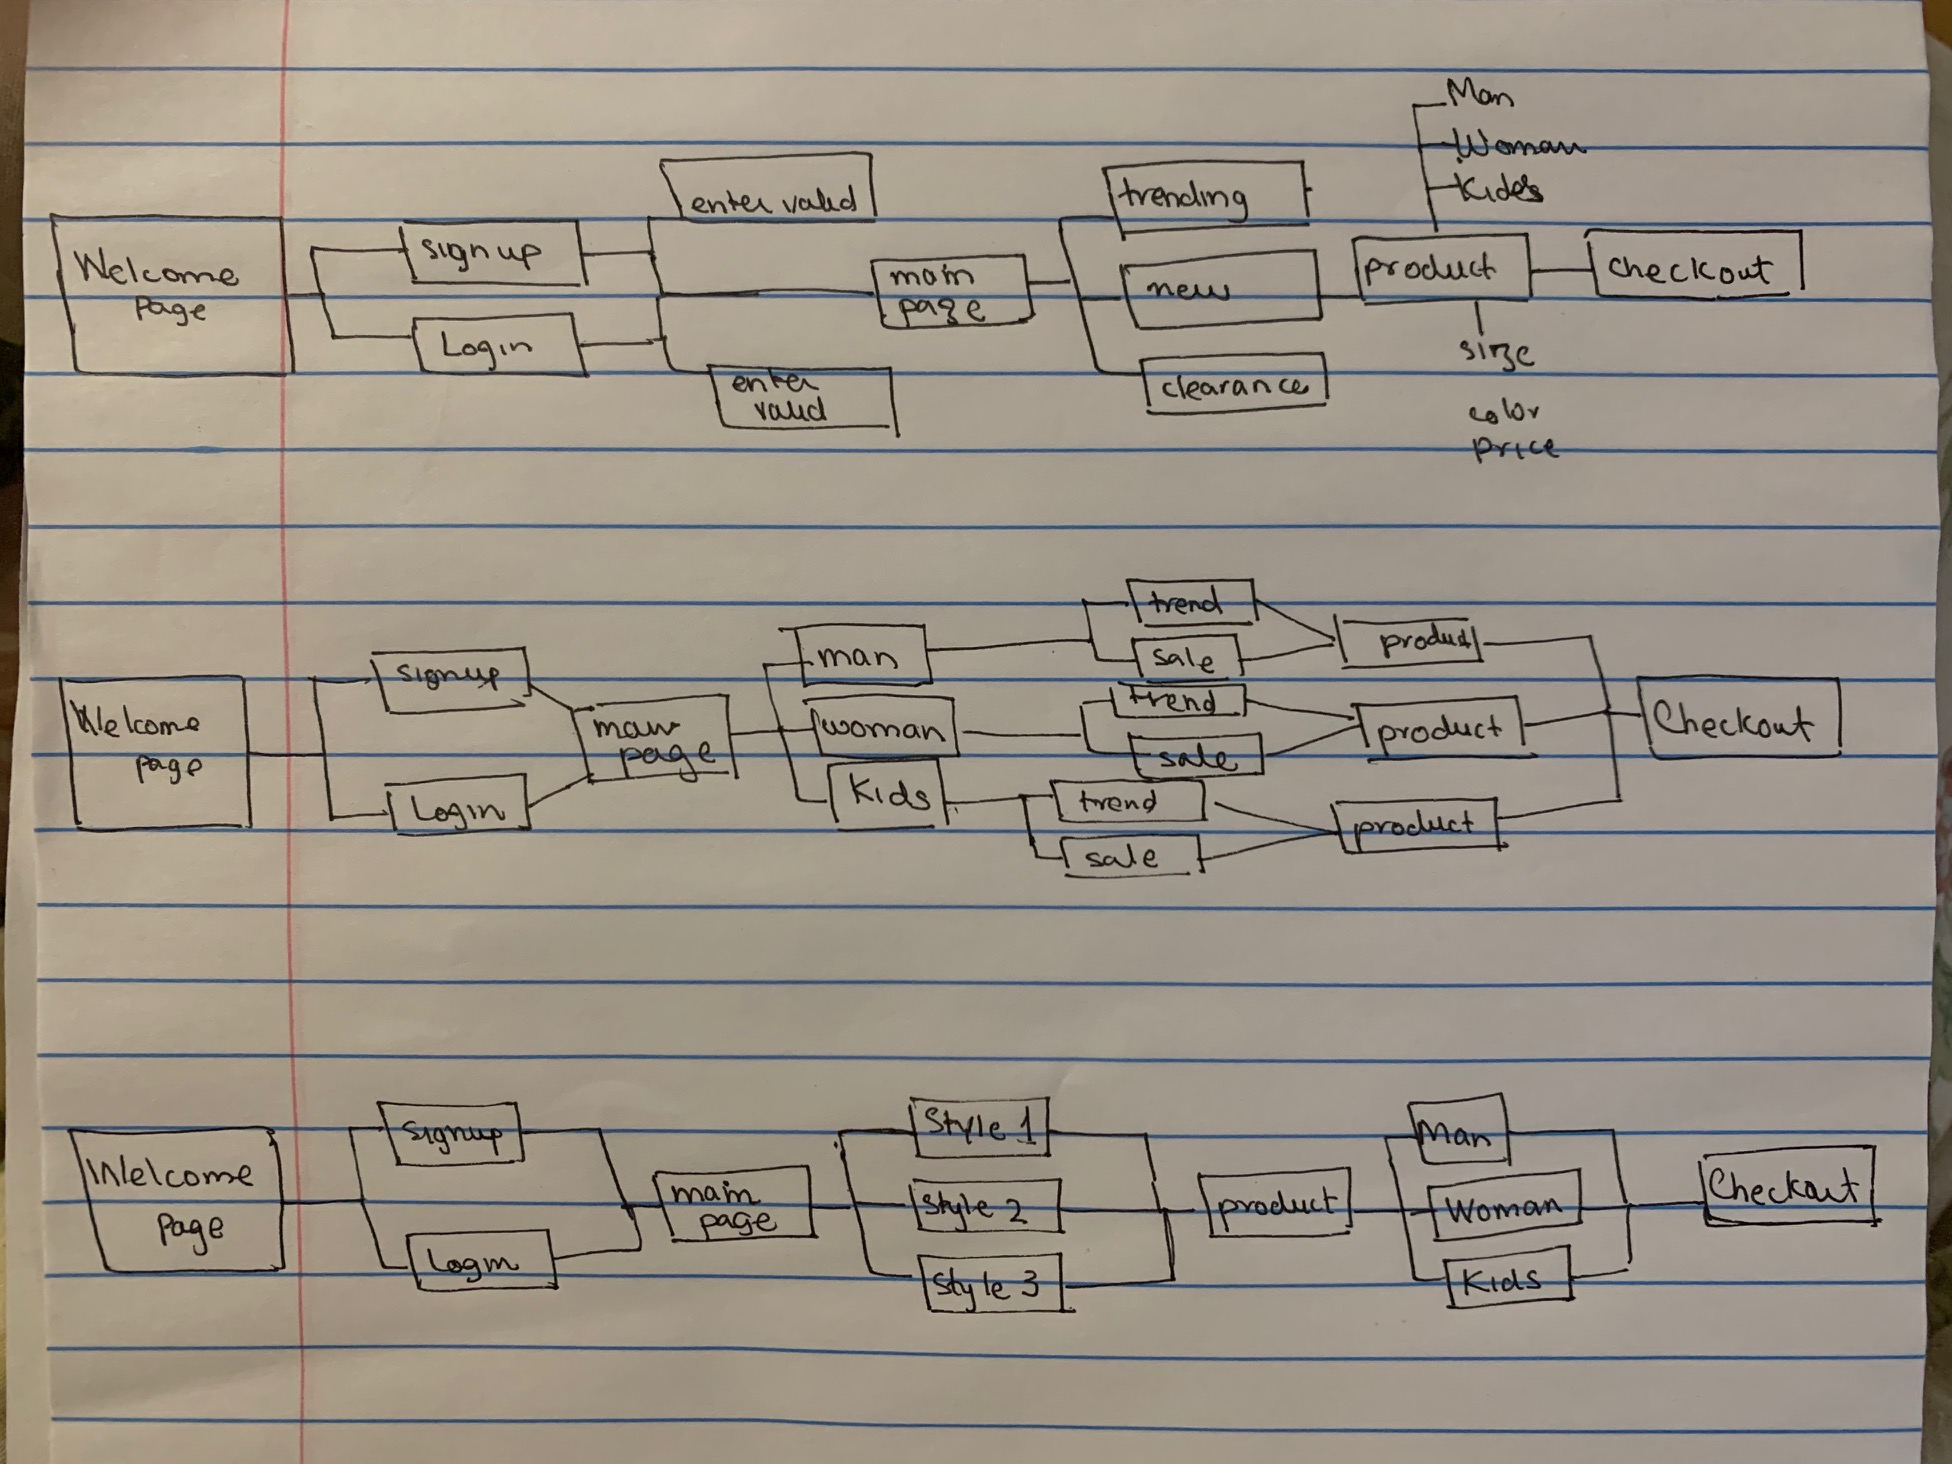 Man
Woman
Kides
enter valid
trending
sign up
Welcome
Page
main
page
new
product
checkout
Login
enter
valid
clearance
size
color
price
trend
signup
man
sale
product
Welcome
page
main
page
woman
trend
sale
product
Checkout
Login
Kids
trend
sale
product
Signup
Style 1
Man
Welcome
page
main
page
Style 2
product
Woman
Checkout
Login
Style 3
Kids